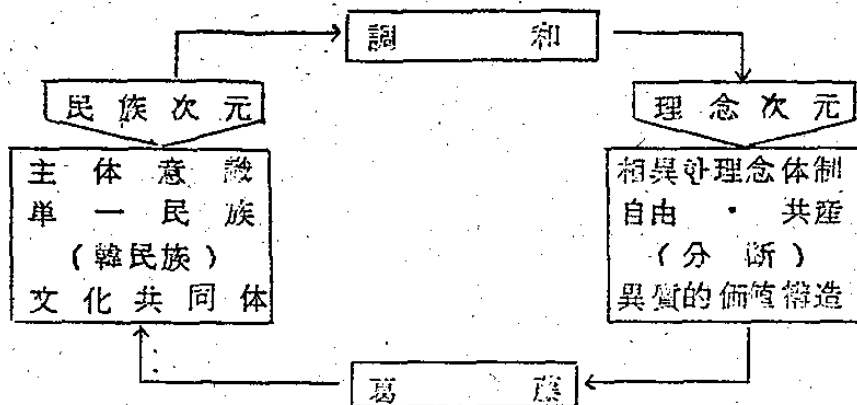 調和
民族次元
理念次元
主体意識
単一民族
(韓民族)
文化共同体
相異한理念体制
自由・共産
(分断)
異質的価値構造
葛藤